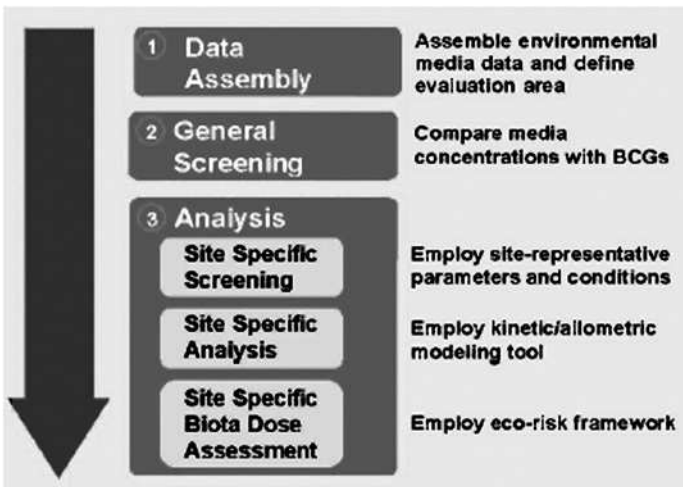 1 Data
Assembly
Assemble environmental
media data and define
evaluation area
2 General
Screening
Compare media
concentrations with BCGs
3 Analysis
Site Specific
Screening
Employ site-representative
parameters and conditions
Site Specific
Analysis
Employ kinetic/allometric
modeling tool
Site Specific
Biota Dose
Assessment
Employ eco-risk framework